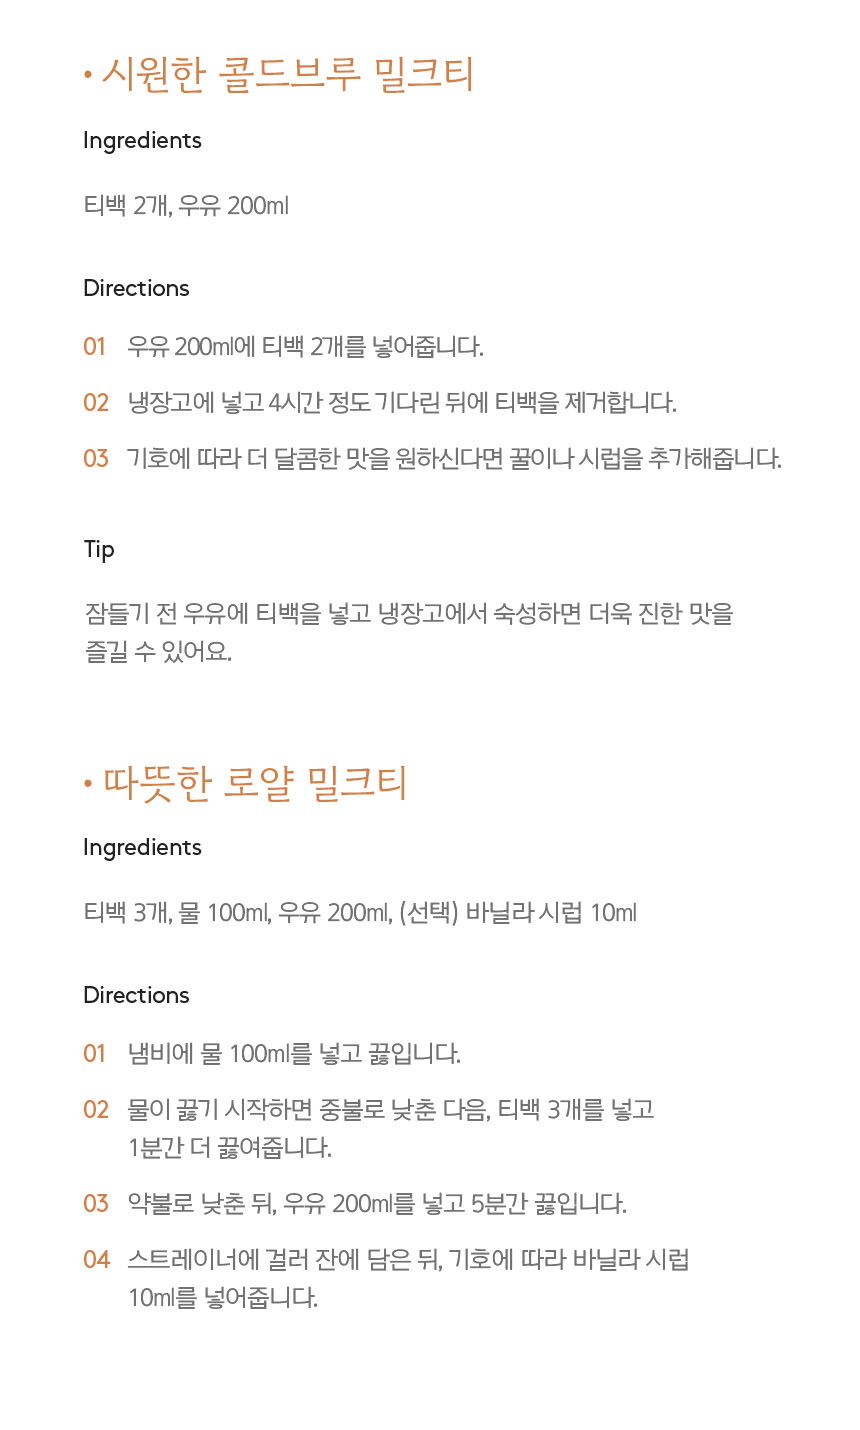 • 시원한 콜드브루 밀크티
Ingredients
티백 2개, 우유 200ml
Directions
01 우유 200ml에 티백 2개를 넣어줍니다.
02 냉장고에 넣고 4시간 정도 기다린 뒤에 티백을 제거합니다.
03 기호에 따라 더 달콤한 맛을 원하신다면 꿀이나 시럽을 추가해줍니다.
Tip
잠들기 전 우유에 티백을 넣고 냉장고에서 숙성하면 더욱 진한 맛을
즐길 수 있어요.
• 따뜻한 로얄 밀크티
Ingredients
티백 3개, 물 100ml, 우유 200ml, (선택) 바닐라 시럽 10ml
Directions
01 냄비에 물 100ml를 넣고 끓입니다.
02 물이 끓기 시작하면 중불로 낮춘 다음, 티백 3개를 넣고
1분간 더 끓여줍니다.
03 약불로 낮춘 뒤, 우유 200ml를 넣고 5분간 끓입니다.
04 스트레이너에 걸러 잔에 담은 뒤, 기호에 따라 바닐라 시럽
10ml를 넣어줍니다.